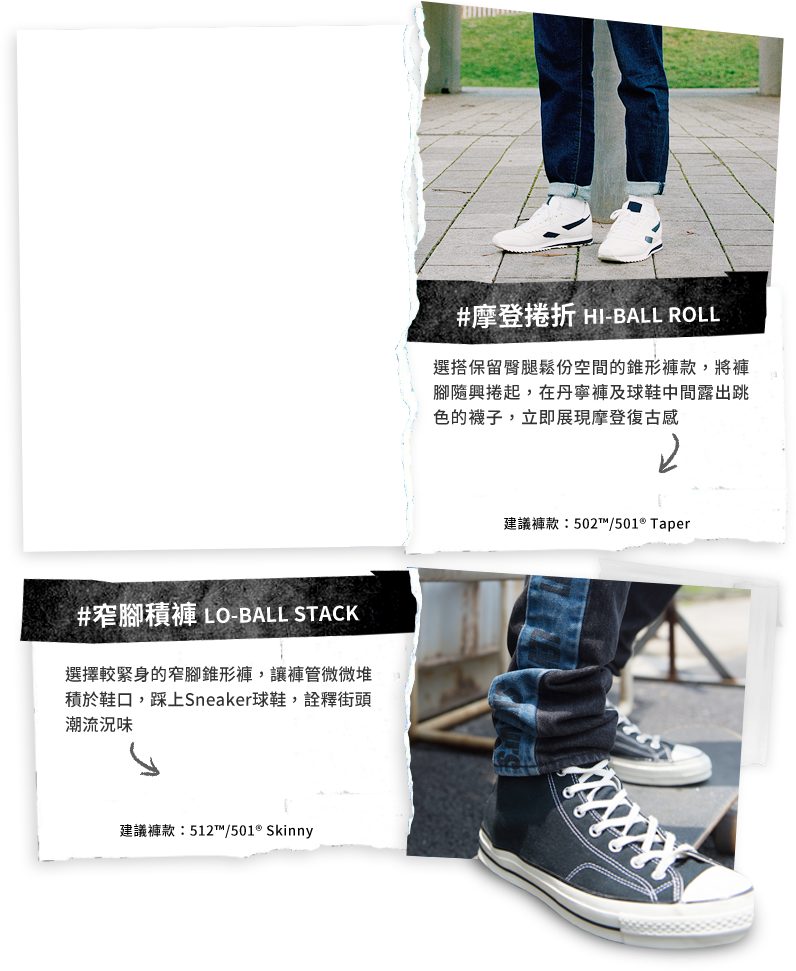 #摩登捲折 HI-BALL ROLL
選搭保留臀腿鬆份空間的錐形褲款，將褲
腳隨興捲起，在丹寧褲及球鞋中間露出跳
色的襪子，立即展現摩登復古感
建議褲款：502™/501® Taper
#窄腳積褲 LO-BALL STACK
選擇較緊身的窄腳錐形褲，讓褲管微微堆
積於鞋口，踩上Sneaker球鞋，詮釋街頭
潮流況味
建議褲款：512™/501® Skinny